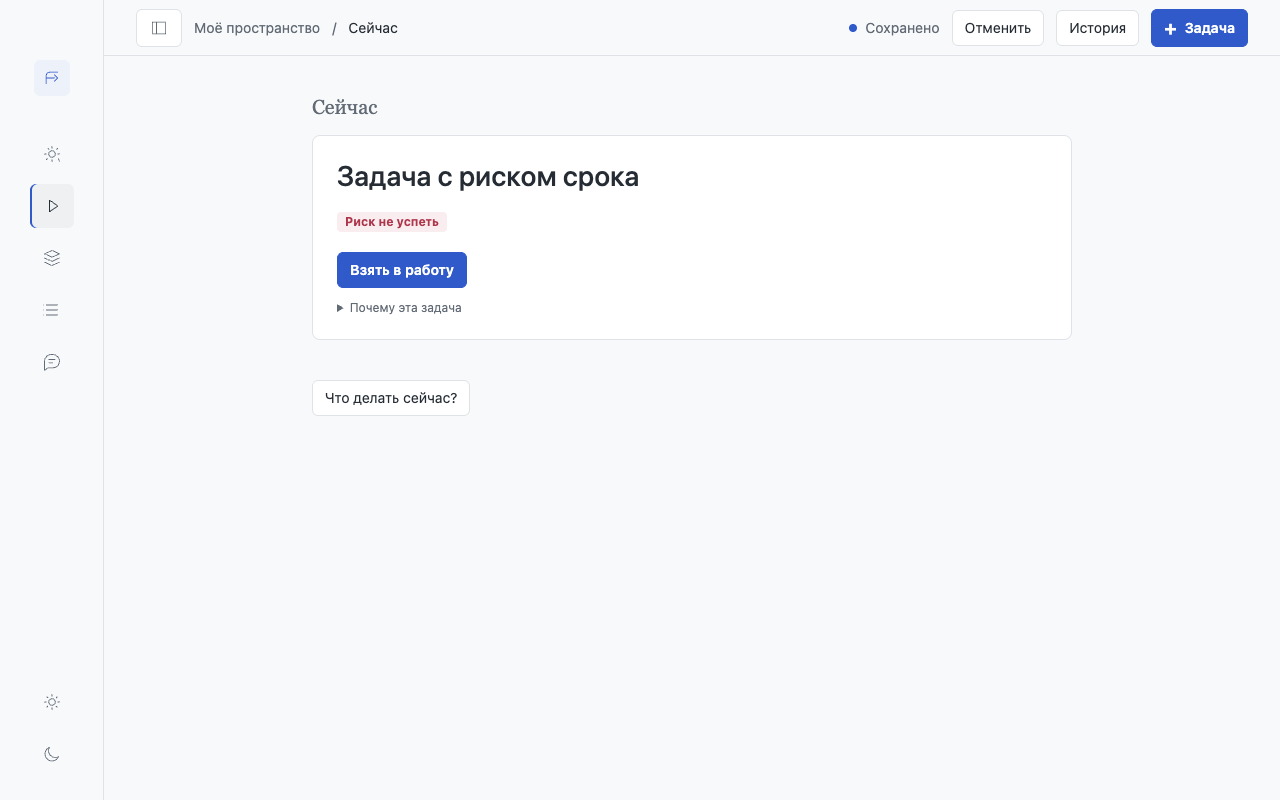 Моё пространство / Сейчас
Сохранено
Отменить
История
+ Задача
Сейчас
Задача с риском срока
Риск не успеть
Взять в работу
Почему эта задача
Что делать сейчас?